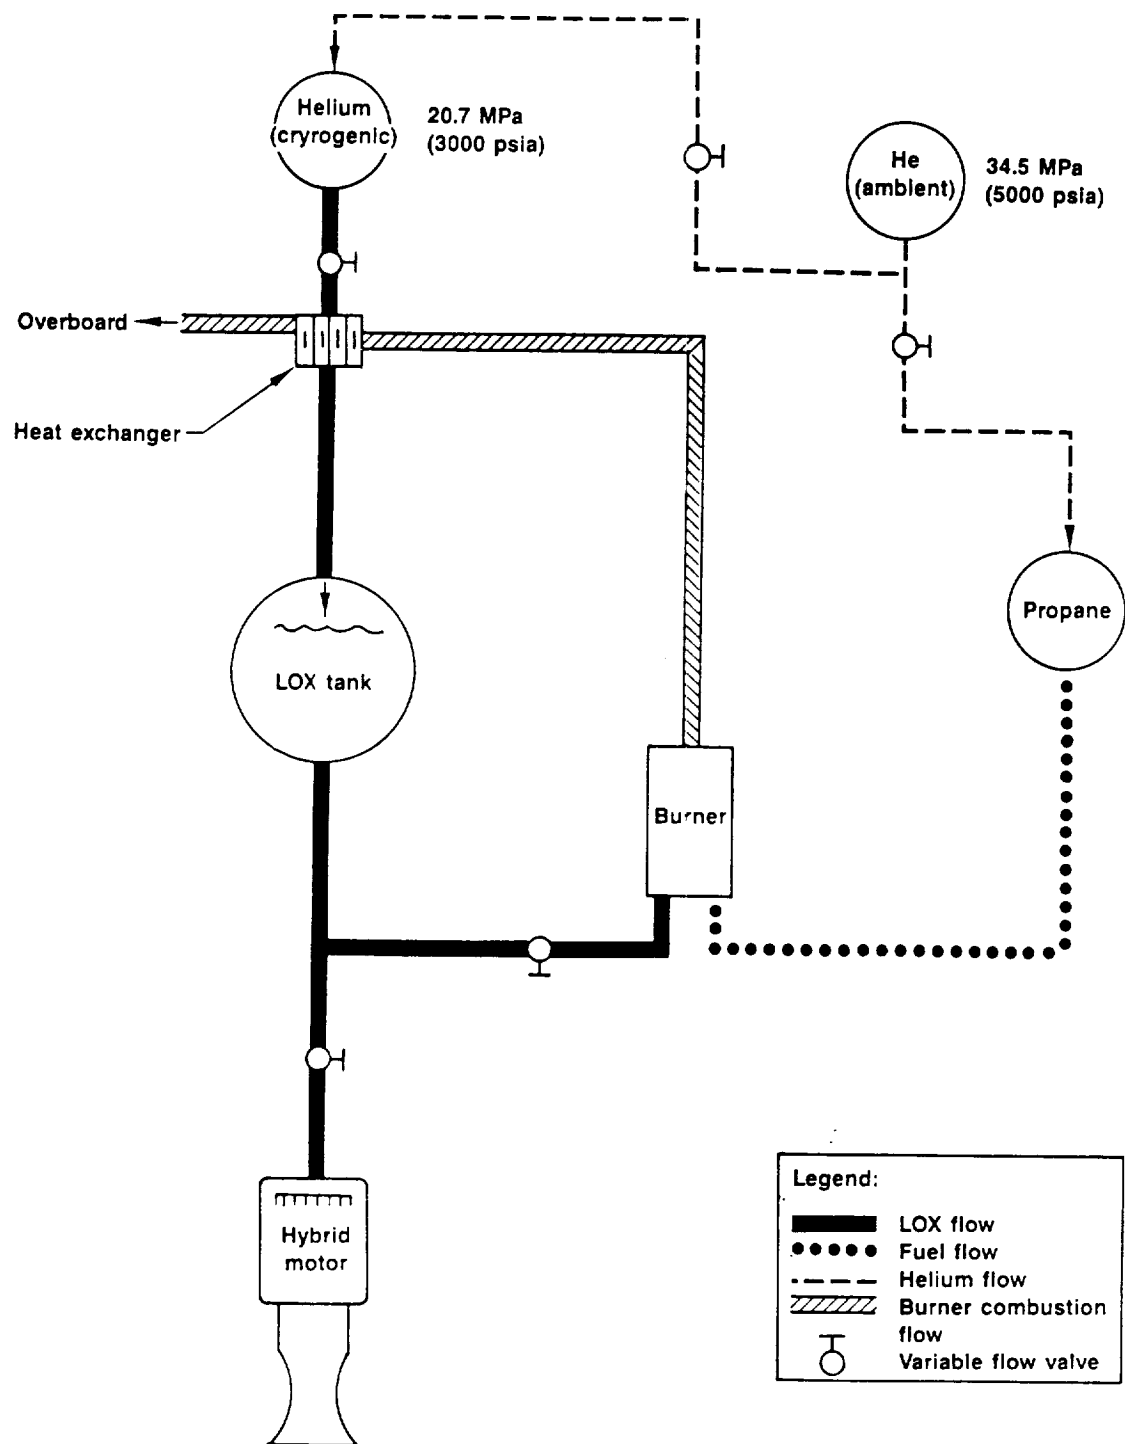 Helium
(cryrogenic)
20.7 MPa
(3000 psia)
He
(ambient)
34.5 MPa
(5000 psia)
Overboard
Heat exchanger
Propane
LOX tank
Burner
Hybrid
motor
Legend:
LOX flow
Fuel flow
Helium flow
Burner combustion
flow
Variable flow valve